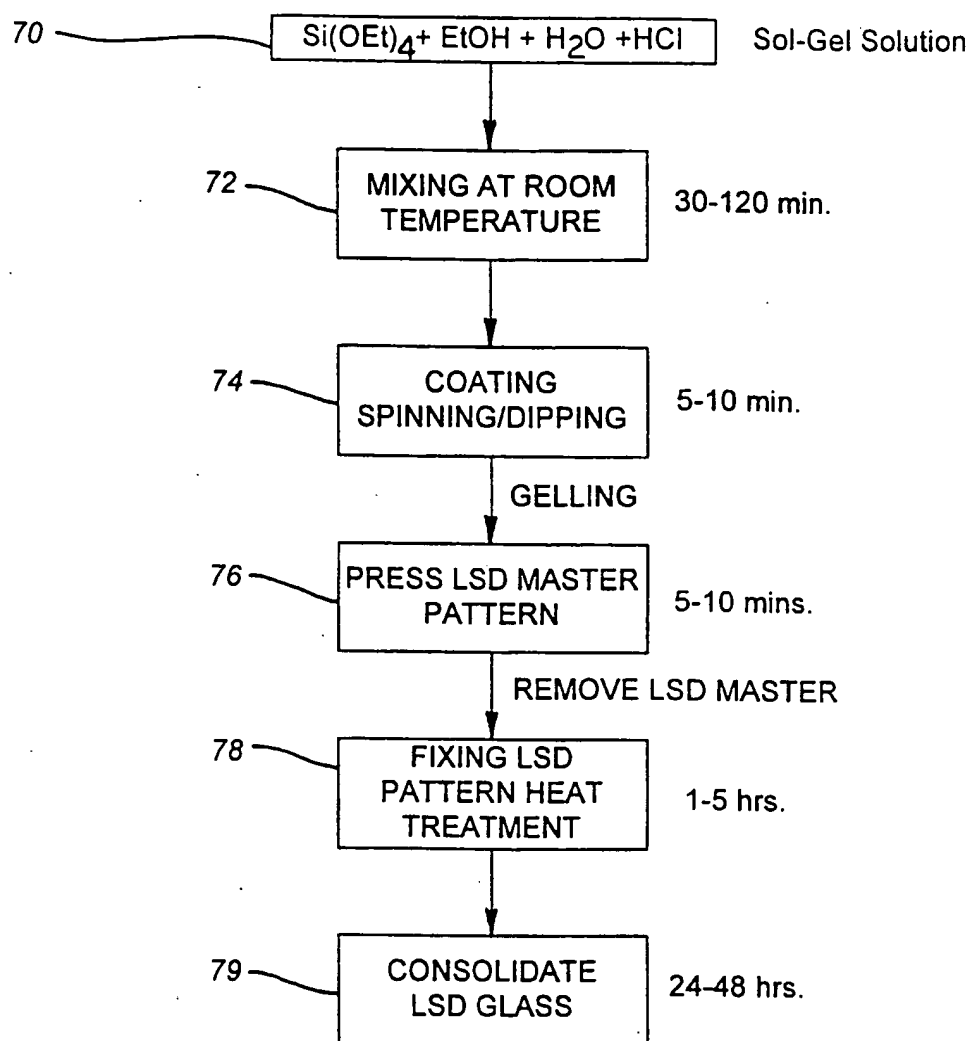 70
Si(OEt)4+ EtOH + H2O +HCl
Sol-Gel Solution
72
MIXING AT ROOM
TEMPERATURE
30-120 min.
74
COATING
SPINNING/DIPPING
5-10 min.
GELLING
76
PRESS LSD MASTER
PATTERN
5-10 mins.
REMOVE LSD MASTER
78
FIXING LSD
PATTERN HEAT
TREATMENT
1-5 hrs.
79
CONSOLIDATE
LSD GLASS
24-48 hrs.